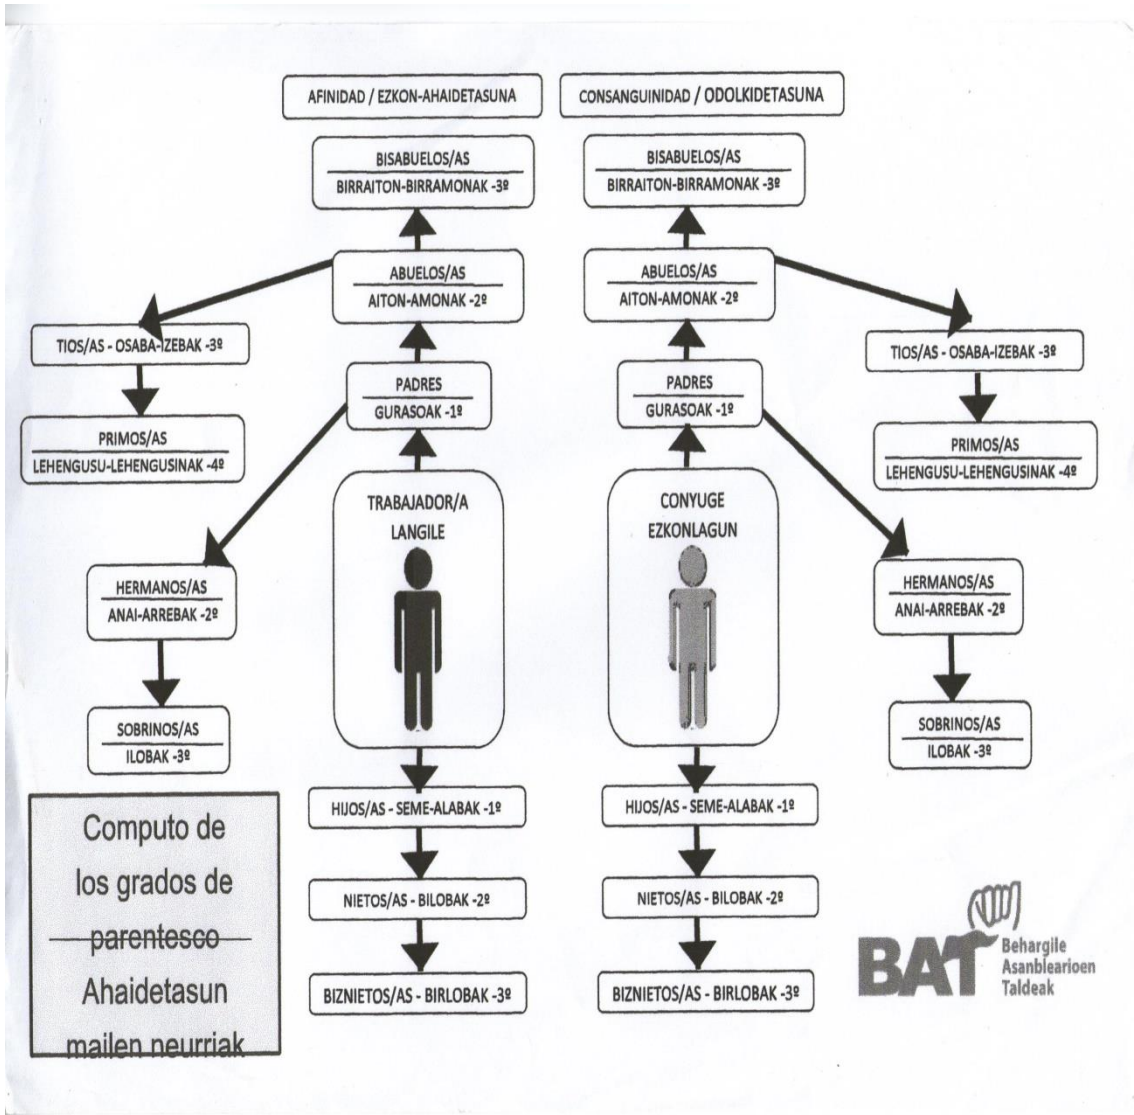 AFINIDAD / EZKON-AHAIDETASUNA
CONSANGUINIDAD / ODOLKIDETASUNA
BISABUELOS/AS
BIRRAITON-BIRRAMONAK -3º
BISABUELOS/AS
BIRRAITON-BIRRAMONAK -3º
ABUELOS/AS
AITON-AMONAK -2º
ABUELOS/AS
AITON-AMONAK -2º
TIOS/AS - OSABA-IZEBAK -3º
TIOS/AS - OSABA-IZEBAK -3º
PADRES
GURASOAK -1º
PADRES
GURASOAK -1º
PRIMOS/AS
LEHENGUSU-LEHENGUSINAK -4º
PRIMOS/AS
LEHENGUSU-LEHENGUSINAK -4º
TRABAJADOR/A
LANGILE
CONYUGE
EZKONLAGUN
HERMANOS/AS
ANAI-ARREBAK -2º
HERMANOS/AS
ANAI-ARREBAK -2º
SOBRINOS/AS
ILOBAK -3º
SOBRINOS/AS
ILOBAK -3º
HIJOS/AS - SEME-ALABAK -1º
HIJOS/AS - SEME-ALABAK -1º
NIETOS/AS - BILOBAK -2º
NIETOS/AS - BILOBAK -2º
BIZNIETOS/AS - BIRLOBAK -3º
BIZNIETOS/AS - BIRLOBAK -3º
Computo de
los grados de
parentesco
Ahaidetasun
mailen neurriak
BAT
Behargile
Asanblearioen
Taldeak